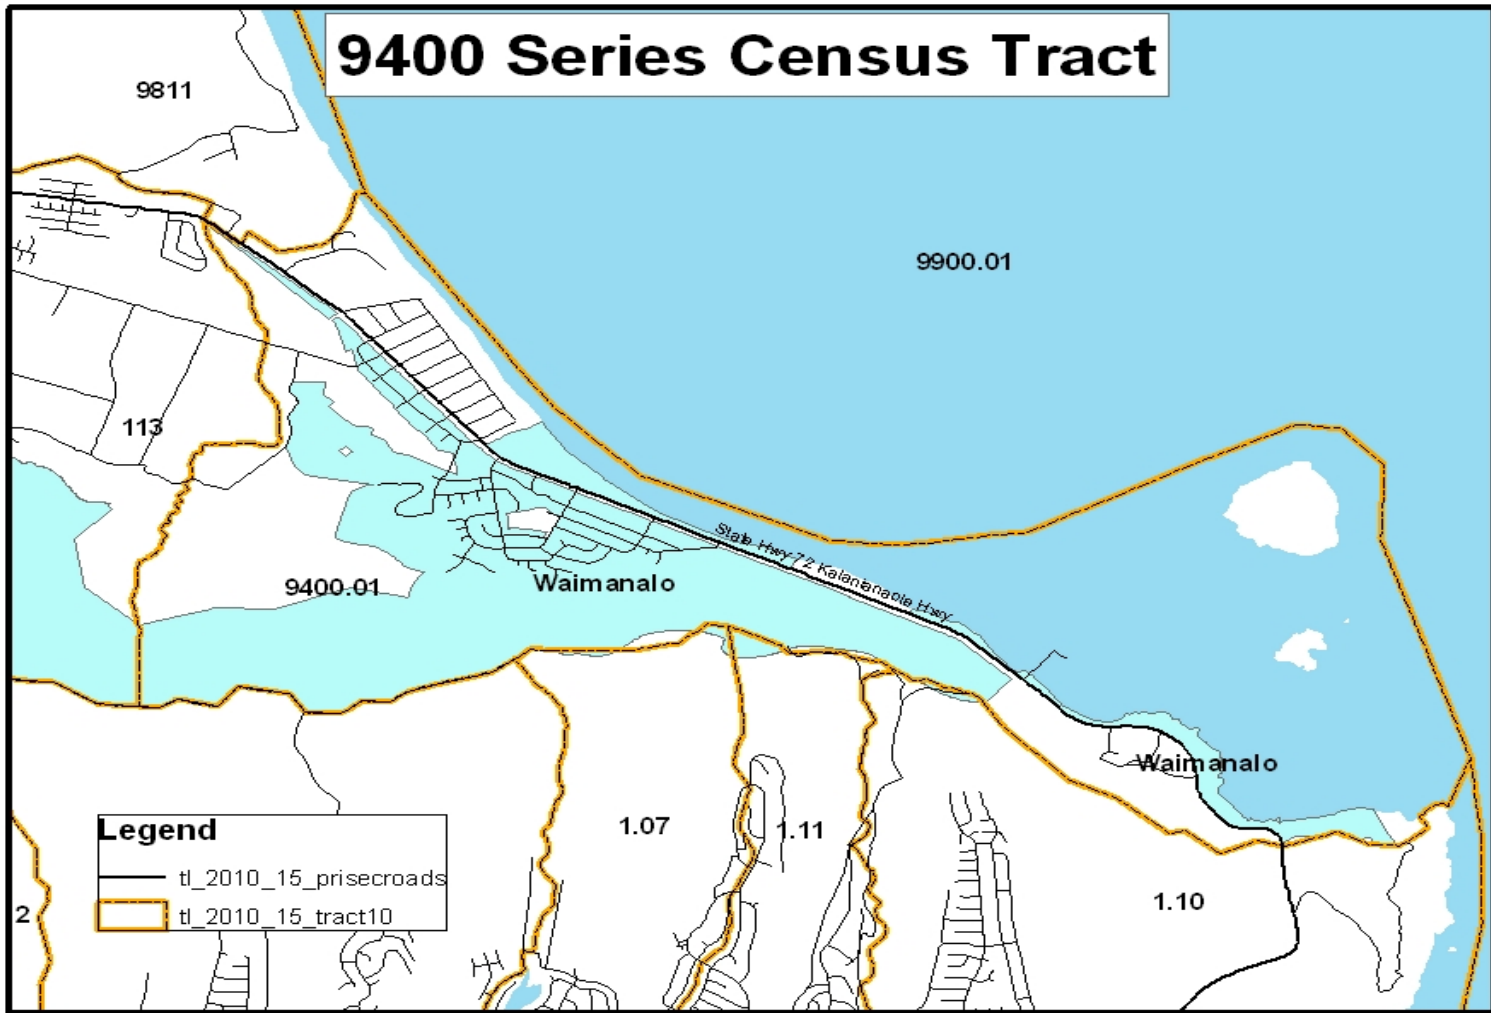 9400 Series Census Tract
9811
9900.01
113
State Hwy 72 Kalanianaole Hwy
9400.01
Waimanalo
Waimanalo
1.07
1.11
1.10
2
Legend
tl_2010_15_prisecroads
tl_2010_15_tract10